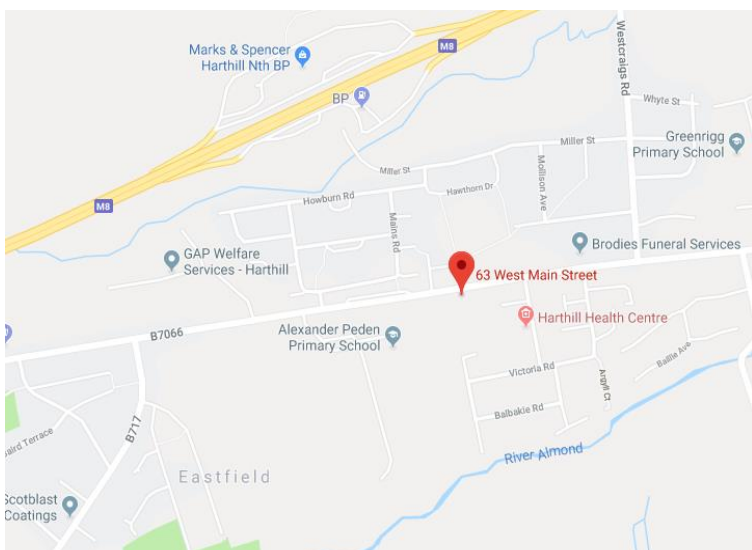 Marks & Spencer
Harthill Nth BP
M8
BP
Westcraigs Rd
Whyte St
Miller St
Greenrigg
Primary School
Miller St
Howburn Rd
Hawthorn Dr
Mollison Ave
M8
Mains Rd
GAP Welfare
Services - Harthill
Brodies Funeral Services
63 West Main Street
Harthill Health Centre
B7066
Alexander Peden
Primary School
Victoria Rd
Baillie Ave
Argyll Ct
Balbakie Rd
B717
River Almond
Baird Terrace
Eastfield
Scotblast
Coatings